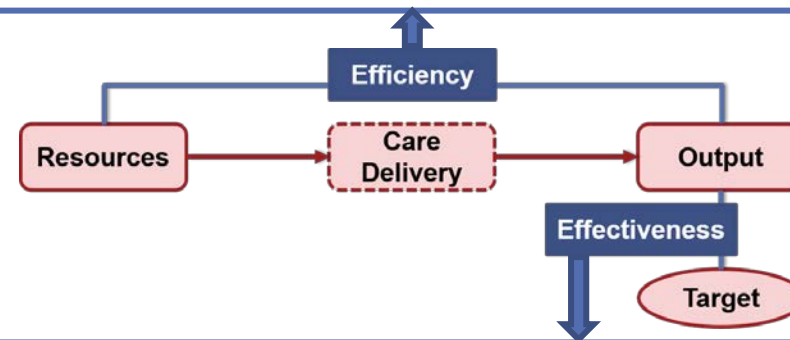 Efficiency
Resources
Care
Delivery
Output
Effectiveness
Target